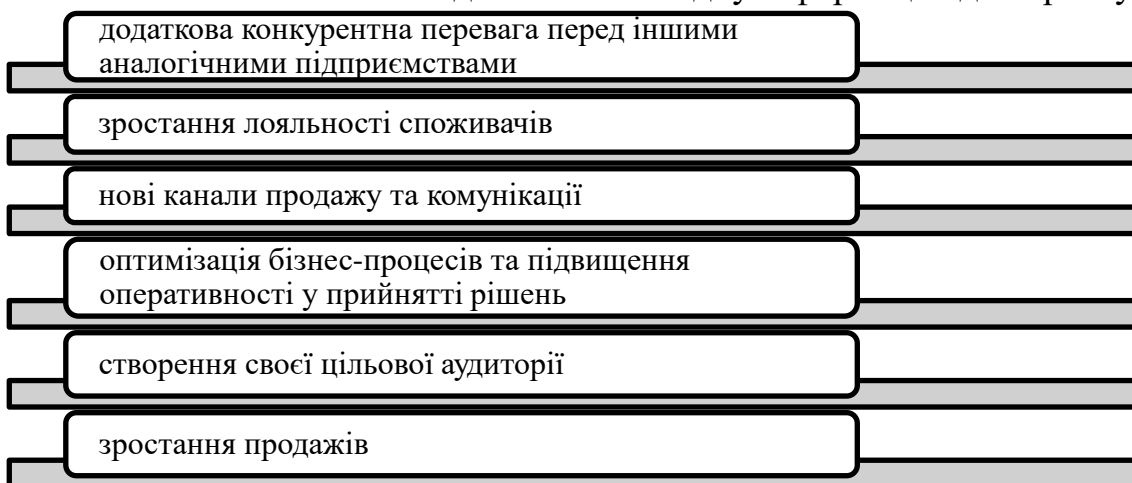 додаткова конкурентна перевага перед іншими
аналогічними підприємствами
зростання лояльності споживачів
нові канали продажу та комунікації
оптимізація бізнес-процесів та підвищення
оперативності у прийнятті рішень
створення своєї цільової аудиторії
зростання продажів